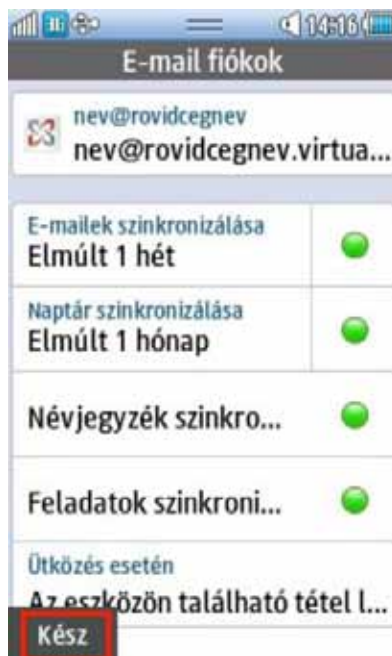 14:16
E-mail fiókok
nev@rovidcegnev
nev@rovidcegnev.virtua...
E-mailek szinkronizálása
Elmúlt 1 hét
Naptár szinkronizálása
Elmúlt 1 hónap
Névjegyzék szinkro...
Feladatok szinkroni...
Ütközés esetén
Az eszközön található tétel l...
Kész